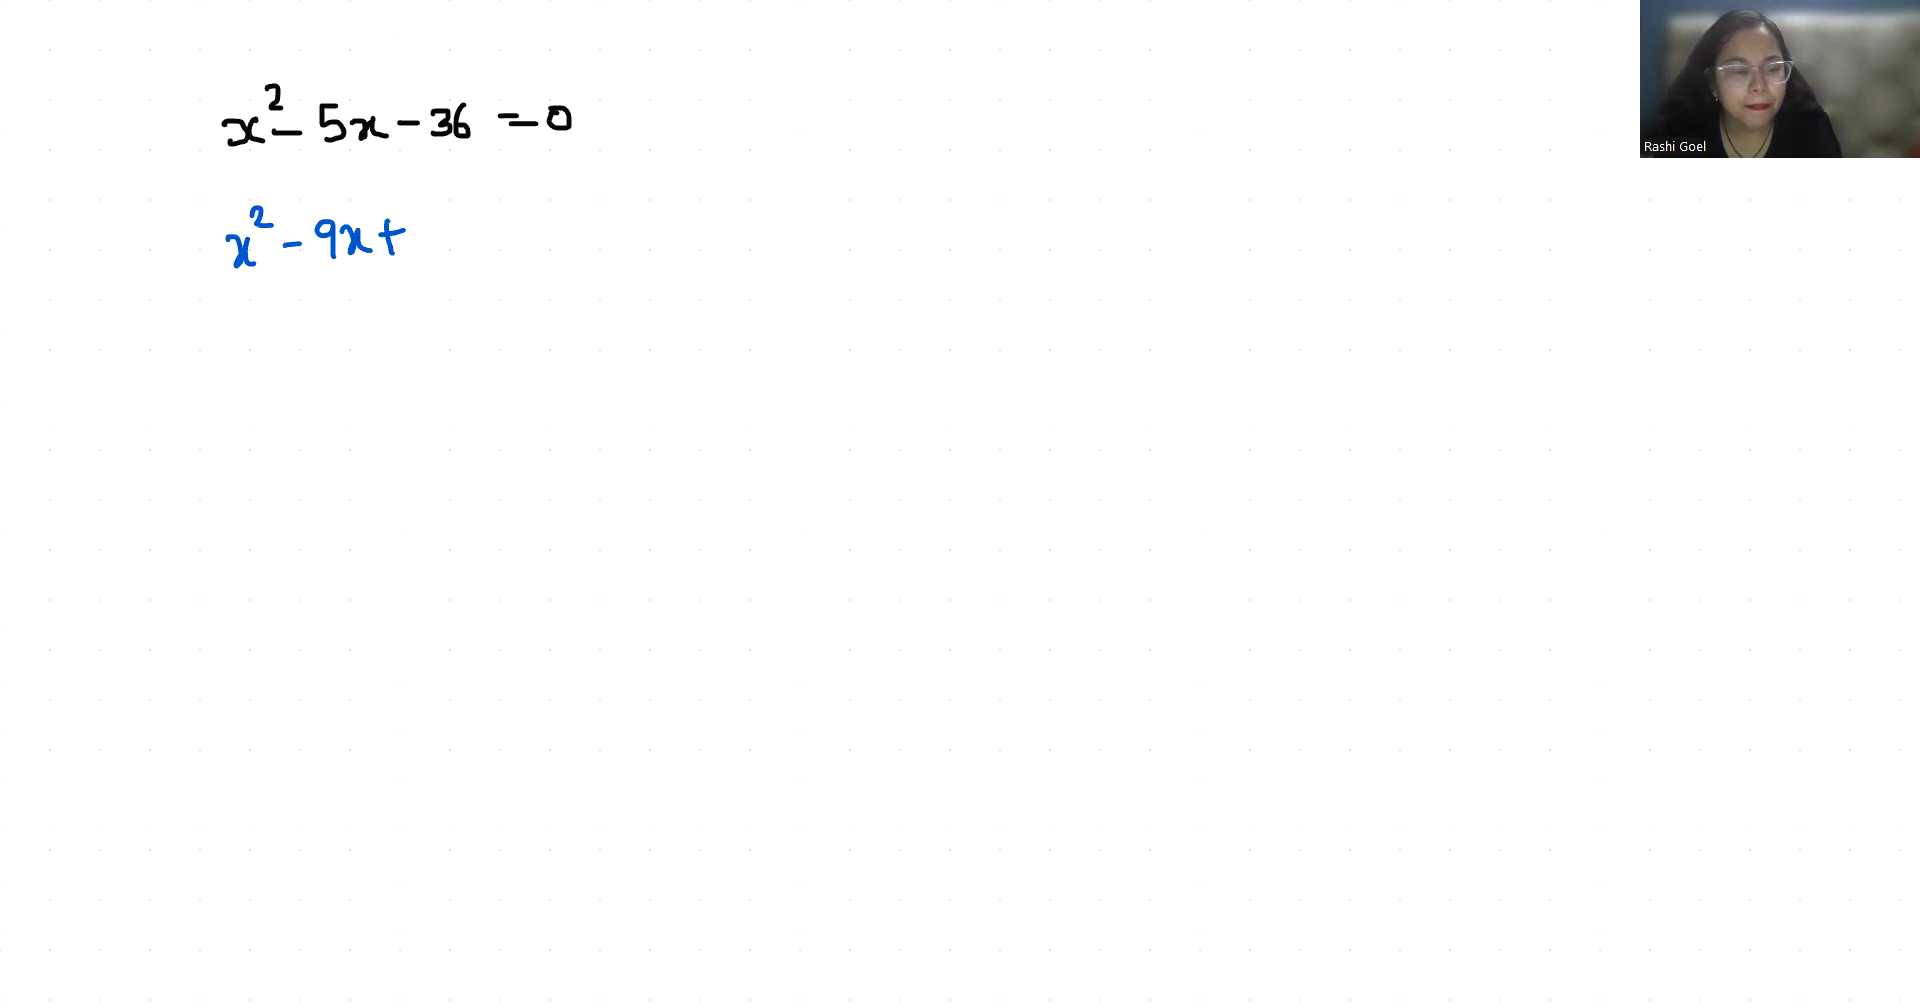 x² - 5x - 36 = 0
x² - 9x +
Rashi Goel